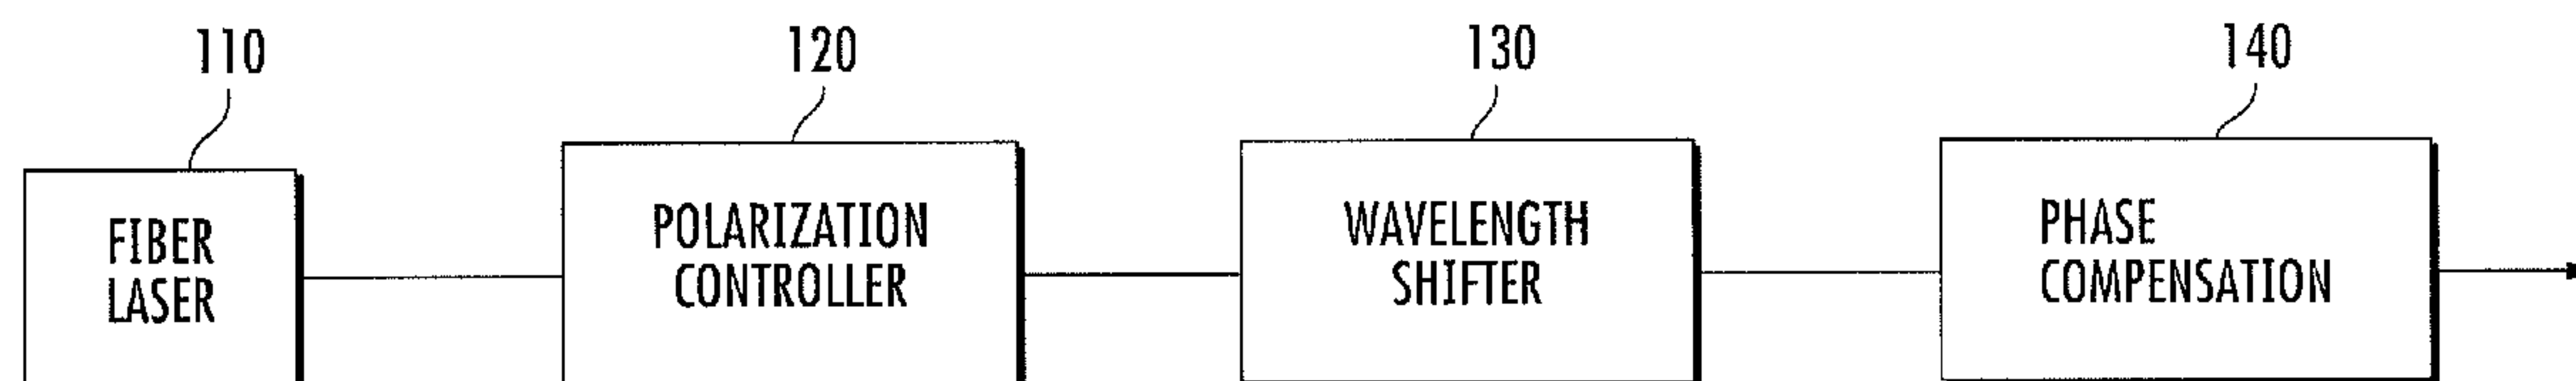 110
120
130
140
FIBER
LASER
POLARIZATION
CONTROLLER
WAVELENGTH
SHIFTER
PHASE
COMPENSATION